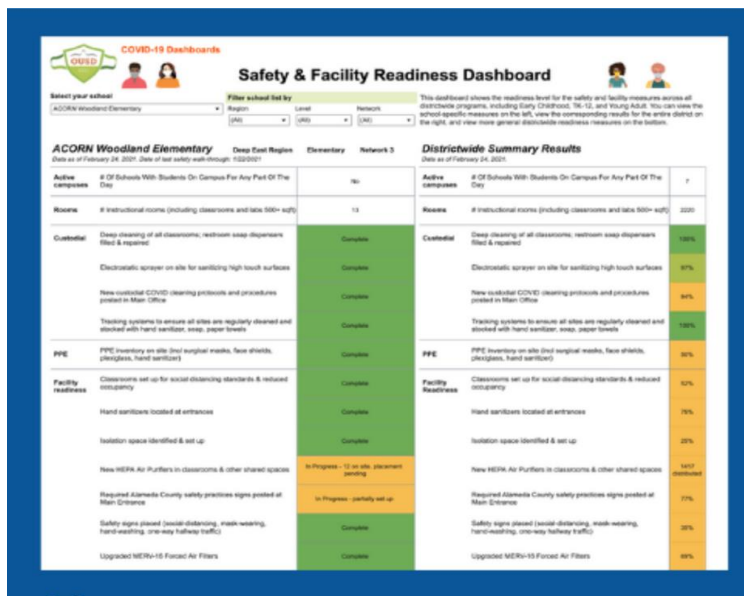 COVID-19 Dashboards
OUSD
Safety & Facility Readiness Dashboard
Select your school
ACORN Woodland Elementary
Filter school list by
Region
Level
Network
(All)
(All)
(All)
This dashboard shows the readiness level for the safety and facility measures across all
districtwide programs, including Early Childhood, TK-12, and Young Adult. You can view the
school-specific measures on the left, view the corresponding results for the entire district on
the right, and view more general districtwide readiness measures on the bottom.
ACORN Woodland Elementary
Deep East Region
Elementary
Network 3
Data as of February 24, 2021. Date of last safety walk-through: 1/22/2021
Active
campuses
# Of Schools With Students On Campus For Any Part Of The
Day
No
Rooms
# Instructional rooms (including classrooms and labs 500+ sqft)
13
Custodial
Deep cleaning of all classrooms; restroom soap dispensers
filled & repaired
Complete
Electrostatic sprayer on site for sanitizing high touch surfaces
Complete
New custodial COVID cleaning protocols and procedures
posted in Main Office
Complete
Tracking systems to ensure all sites are regularly cleaned and
stocked with hand sanitizer, soap, paper towels
Complete
PPE
PPE inventory on site (incl surgical masks, face shields,
plexiglass, hand sanitizer)
Complete
Facility
readiness
Classrooms set up for social distancing standards & reduced
occupancy
Complete
Hand sanitizers located at entrances
Complete
Isolation space identified & set up
Complete
New HEPA Air Purifiers in classrooms & other shared spaces
In Progress - 12 on site, placement
pending
Required Alameda County safety practices signs posted at
Main Entrance
In Progress - partially set up
Safety signs placed (social-distancing, mask-wearing,
hand-washing, one-way hallway traffic)
Complete
Upgraded MERV-16 Forced Air Filters
Complete
Districtwide Summary Results
Data as of February 24, 2021.
Active
campuses
# Of Schools With Students On Campus For Any Part Of The
Day
7
Rooms
# Instructional rooms (including classrooms and labs 500+ sqft)
2220
Custodial
Deep cleaning of all classrooms; restroom soap dispensers
filled & repaired
100%
Electrostatic sprayer on site for sanitizing high touch surfaces
97%
New custodial COVID cleaning protocols and procedures
posted in Main Office
94%
Tracking systems to ensure all sites are regularly cleaned and
stocked with hand sanitizer, soap, paper towels
100%
PPE
PPE inventory on site (incl surgical masks, face shields,
plexiglass, hand sanitizer)
Facility
Readiness
Classrooms set up for social distancing standards & reduced
occupancy
Hand sanitizers located at entrances
Isolation space identified & set up
New HEPA Air Purifiers in classrooms & other shared spaces
distributed
Required Alameda County safety practices signs posted at
Main Entrance
77%
Safety signs placed (social-distancing, mask-wearing,
hand-washing, one-way hallway traffic)
Upgraded MERV-16 Forced Air Filters